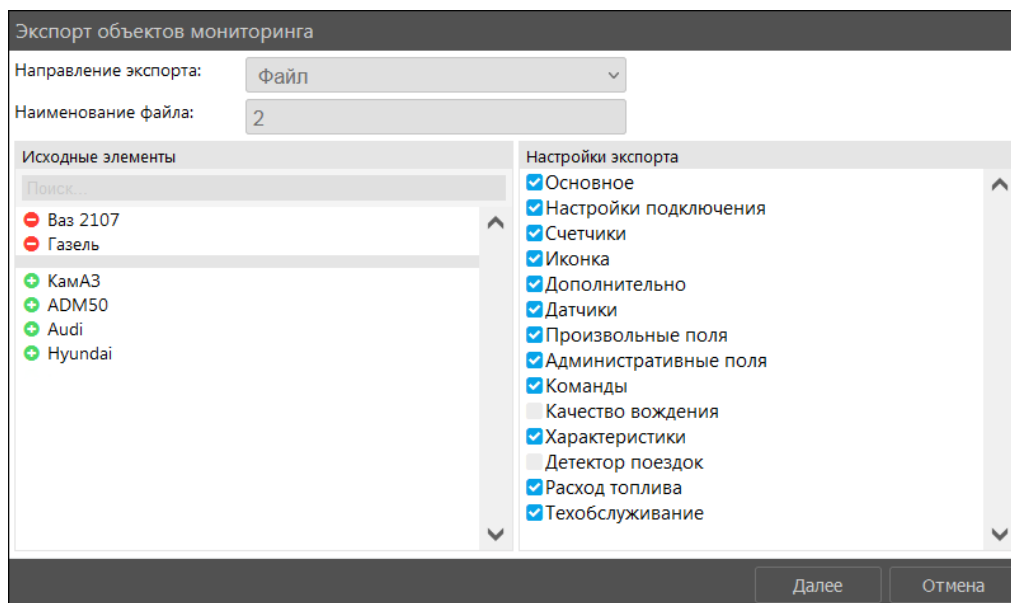 Экспорт объектов мониторинга
Направление экспорта:
Файл
Наименование файла:
2
Исходные элементы
Поиск...
Ваз 2107
Газель
КамАЗ
ADM50
Audi
Hyundai
Настройки экспорта
Основное
Настройки подключения
Счетчики
Иконка
Дополнительно
Датчики
Произвольные поля
Административные поля
Команды
Качество вождения
Характеристики
Детектор поездок
Расход топлива
Техобслуживание
Далее
Отмена